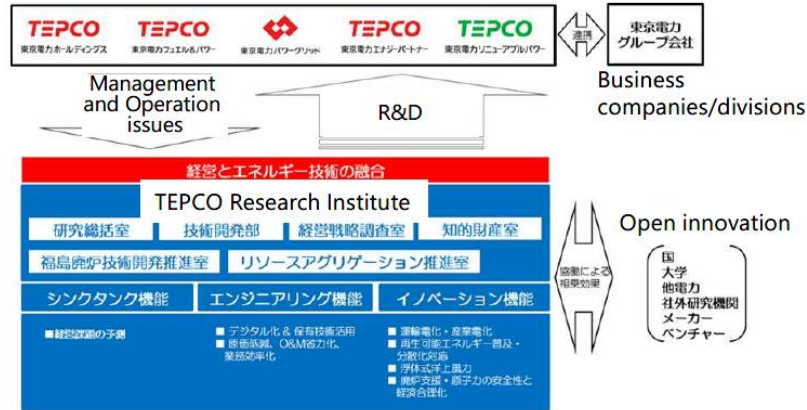 TEPCO TEPCO TEPCO TEPCO
東京電力ホールディングス 東京電力フュエル&パワー 東京電力パワーグリッド 東京電力エナジーパートナー 東京電力リニューアブルパワー
連携
東京電力
グループ会社
Management
and Operation
issues
R&D
Business
companies/divisions
経営とエネルギー技術の融合
TEPCO Research Institute
研究総括室 技術開発部 経営戦略調査室 知的財産室
福島廃炉技術開発推進室 リソースアグリゲーション推進室
シンクタンク機能 エンジニアリング機能 イノベーション機能
■経営課題の予測
■デジタル化 & 保有技術活用
■原価低減、O&M省力化、
業務効率化
■運輸電化・産業電化
■再生可能エネルギー普及・
分散化対応
■浮体式洋上風力
■廃炉支援・原子力の安全性と
経済合理化
協働による
相乗効果
Open innovation
国
大学
他電力
社外研究機関
メーカー
ベンチャー